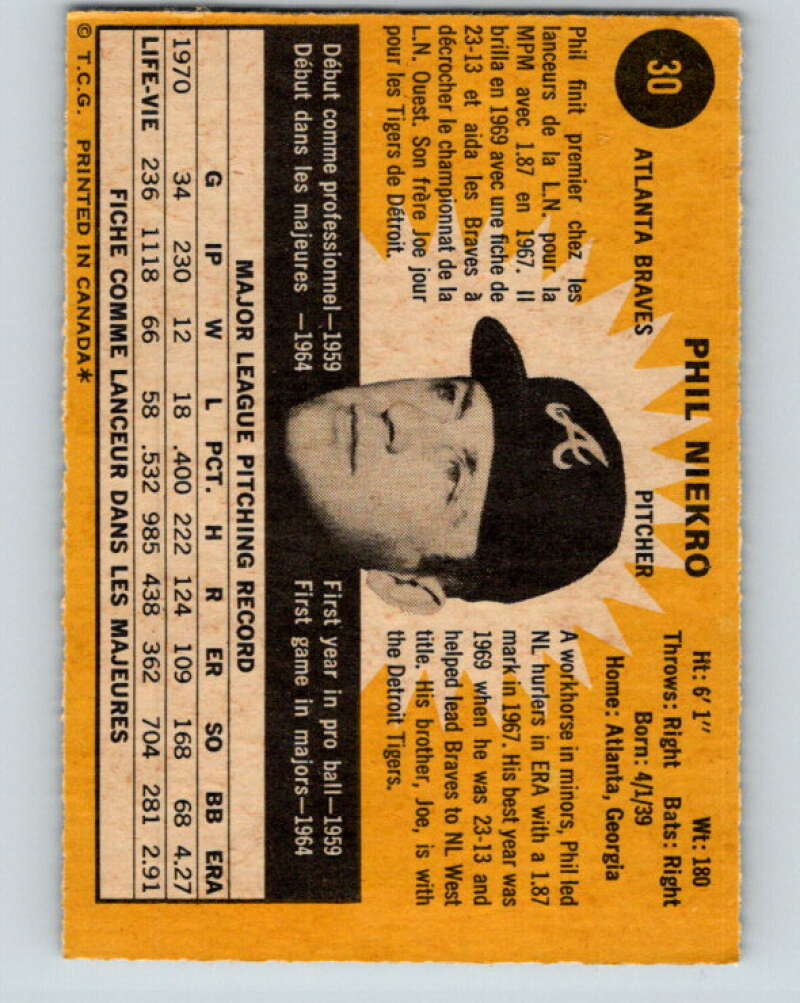 30
PHIL NIEKRO
ATLANTA BRAVES
PITCHER
Ht: 6' 1" Wt: 180
Throws: Right Bats: Right
Born: 4/1/39
Home: Atlanta, Georgia
Phil finit premier chez les
lanceurs de la L.N. pour la
MPM avec 1.87 en 1967. Il
brilla en 1969 avec une fiche de
23-13 et aida les Braves à
décrocher le championnat de la
L.N. Ouest. Son frère Joe jour
pour les Tigers de Détroit.
A workhorse in minors, Phil led
NL hurlers in ERA with a 1.87
mark in 1967. His best year was
1969 when he was 23-13 and
helped lead Braves to NL West
title. His brother, Joe, is with
the Detroit Tigers.
A
Début comme professionnel—1959
Début dans les majeures —1964
First year in pro ball—1959
First game in majors—1964
MAJOR LEAGUE PITCHING RECORD
G IP W L PCT. H R ER SO BB ERA
1970 34 230 12 18 .400 222 124 109 168 68 4.27
LIFE-VIE 236 1118 66 58 .532 985 438 362 704 281 2.91
FICHE COMME LANCEUR DANS LES MAJEURES
© T.C.G. PRINTED IN CANADA*